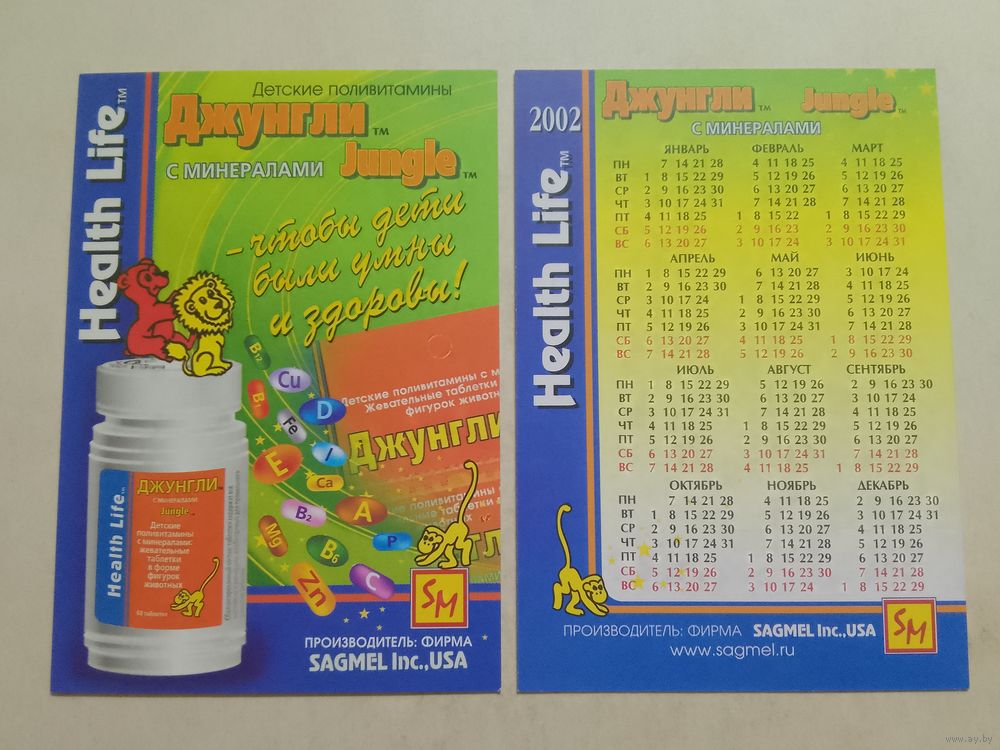 Health Life™
Детские поливитамины
Джунгли™
С МИНЕРАЛАМИ
Jungle™
– чтобы дети
были умны
и здоровы!
B12
Cu
B
D
Fe
I
E
Ca
A
B2
Mg
P
B6
C
Zn
Детские поливитамины с м
Жевательные таблетки
фигурок живот
Джунгли
Health Life™
ДЖУНГЛИ™
С МИНЕРАЛАМИ
Jungle
Детские
поливитамины
с минералами:
жевательные
таблетки
в форме
фигурок
животных
60 таблеток
SM
ПРОИЗВОДИТЕЛЬ: ФИРМА
SAGMEL Inc.,USA
2002
Health Life™
Джунгли™ Jungle™
С МИНЕРАЛАМИ
ЯНВАРЬ ФЕВРАЛЬ МАРТ
ПН 7 14 21 28 4 11 18 25 4 11 18 25
ВТ 1 8 15 22 29 5 12 19 26 5 12 19 26
СР 2 9 16 23 30 6 13 20 27 6 13 20 27
ЧТ 3 10 17 24 31 7 14 21 28 7 14 21 28
ПТ 4 11 18 25 1 8 15 22 1 8 15 22 29
СБ 5 12 19 26 2 9 16 23 2 9 16 23 30
ВС 6 13 20 27 3 10 17 24 3 10 17 24 31
АПРЕЛЬ МАЙ ИЮНЬ
ПН 1 8 15 22 29 6 13 20 27 3 10 17 24
ВТ 2 9 16 23 30 7 14 21 28 4 11 18 25
СР 3 10 17 24 1 8 15 22 29 5 12 19 26
ЧТ 4 11 18 25 2 9 16 23 30 6 13 20 27
ПТ 5 12 19 26 3 10 17 24 31 7 14 21 28
СБ 6 13 20 27 4 11 18 25 1 8 15 22 29
ВС 7 14 21 28 5 12 19 26 2 9 16 23 30
ИЮЛЬ АВГУСТ СЕНТЯБРЬ
ПН 1 8 15 22 29 5 12 19 26 2 9 16 23 30
ВТ 2 9 16 23 30 6 13 20 27 3 10 17 24
СР 3 10 17 24 31 7 14 21 28 4 11 18 25
ЧТ 4 11 18 25 1 8 15 22 29 5 12 19 26
ПТ 5 12 19 26 2 9 16 23 30 6 13 20 27
СБ 6 13 20 27 3 10 17 24 31 7 14 21 28
ВС 7 14 21 28 4 11 18 25 1 8 15 22 29
ОКТЯБРЬ НОЯБРЬ ДЕКАБРЬ
ПН 7 14 21 28 4 11 18 25 2 9 16 23 30
ВТ 1 8 15 22 29 5 12 19 26 3 10 17 24 31
СР 2 9 16 23 30 6 13 20 27 4 11 18 25
ЧТ 3 10 17 24 31 7 14 21 28 5 12 19 26
ПТ 4 11 18 25 1 8 15 22 29 6 13 20 27
СБ 5 12 19 26 2 9 16 23 30 7 14 21 28
ВС 6 13 20 27 3 10 17 24 1 8 15 22 29
ПРОИЗВОДИТЕЛЬ: ФИРМА SAGMEL Inc.,USA
www.sagmel.ru
SM
www.ay.by